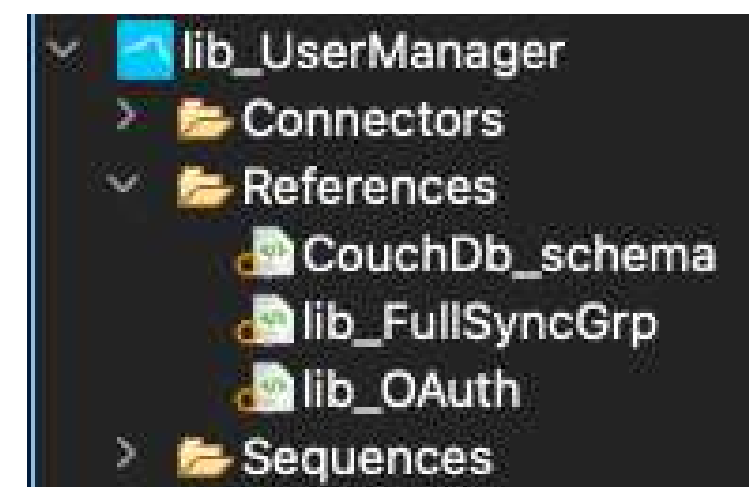 lib_UserManager
Connectors
References
CouchDb_schema
lib_FullSyncGrp
lib_OAuth
Sequences